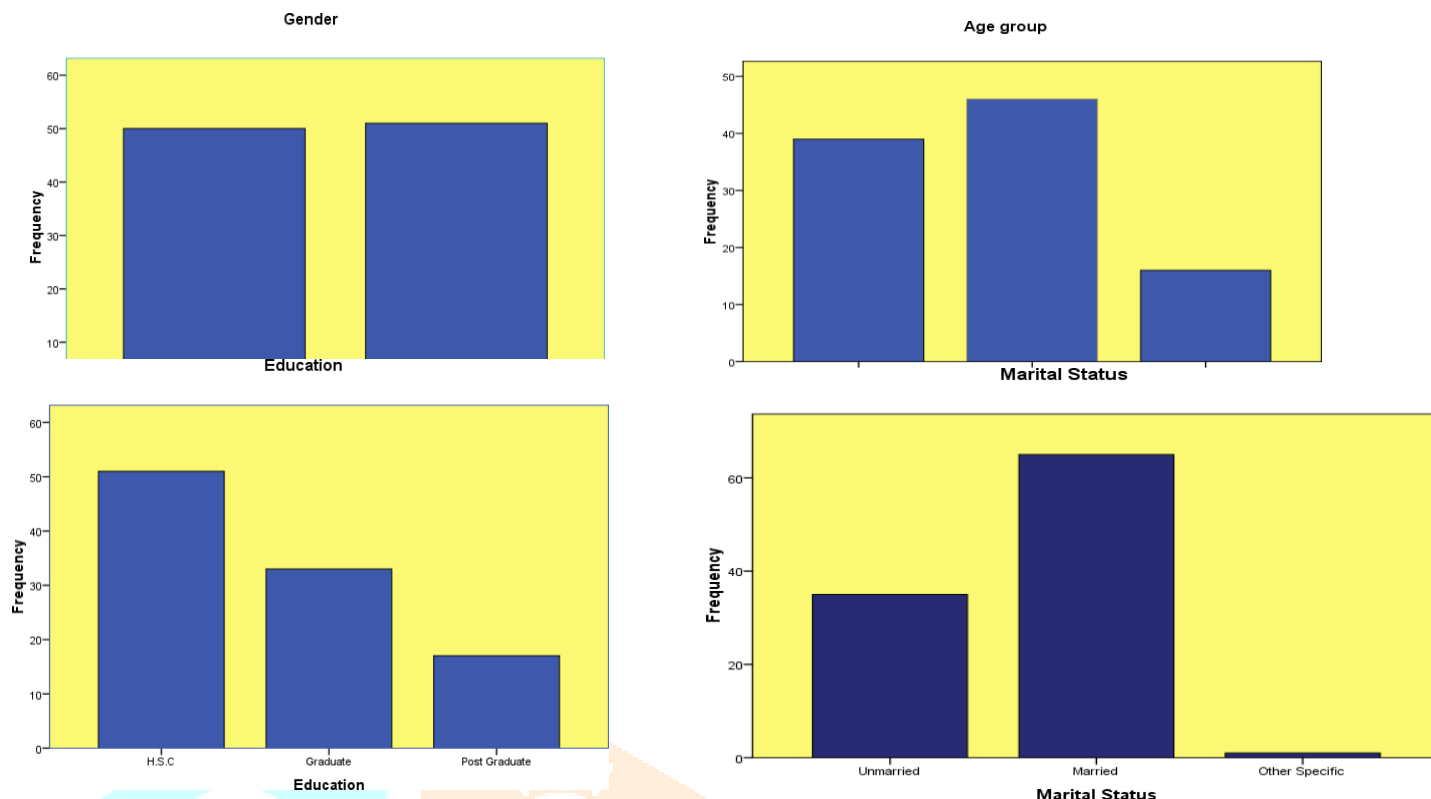 Gender
60
50
40
30
20
10
Frequency
Age group
50
40
30
20
10
0
Frequency
Education
60
50
40
30
20
10
0
Frequency
H.S.C Graduate Post Graduate
Education
Marital Status
60
40
20
0
Frequency
Unmarried Married Other Specific
Marital Status